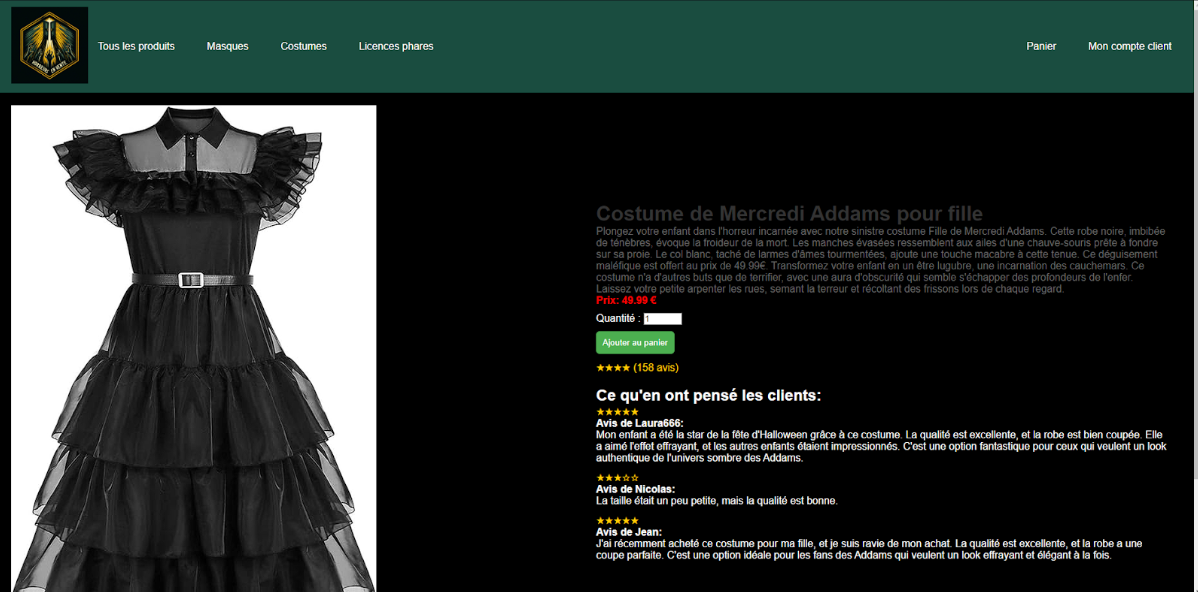 Tous les produits
Masques
Costumes
Licences phares
Panier
Mon compte client
Costume de Mercredi Addams pour fille
Plongez votre enfant dans l'horreur incarnée avec notre sinistre costume Fille de Mercredi Addams. Cette robe noire, imbibée
de ténèbres, évoque la froideur de la mort. Les manches évasées ressemblent aux ailes d'une chauve-souris prête à fondre
sur sa proie. Le col blanc, taché de larmes d'âmes tourmentées, ajoute une touche macabre à cette tenue. Ce déguisement
maléfique est offert au prix de 49.99€. Transformez votre enfant en un être lugubre, une incarnation des cauchemars. Ce
costume n'a d'autres buts que de terrifier, avec une aura d'obscurité qui semble s'échapper des profondeurs de l'enfer.
Laissez votre petite arpenter les rues, semant la terreur et récoltant des frissons lors de chaque regard.
Prix: 49.99 €
Quantité : 1
Ajouter au panier
★★★★ (158 avis)
Ce qu'en ont pensé les clients:
★★★★★
Avis de Laura666:
Mon enfant a été la star de la fête d'Halloween grâce à ce costume. La qualité est excellente, et la robe est bien coupée. Elle
a aimé l'effet effrayant, et les autres enfants étaient impressionnés. C'est une option fantastique pour ceux qui veulent un look
authentique de l'univers sombre des Addams.
★★★☆☆
Avis de Nicolas:
La taille était un peu petite, mais la qualité est bonne.
★★★★★
Avis de Jean:
J'ai récemment acheté ce costume pour ma fille, et je suis ravie de mon achat. La qualité est excellente, et la robe a une
coupe parfaite. C'est une option idéale pour les fans des Addams qui veulent un look effrayant et élégant à la fois.